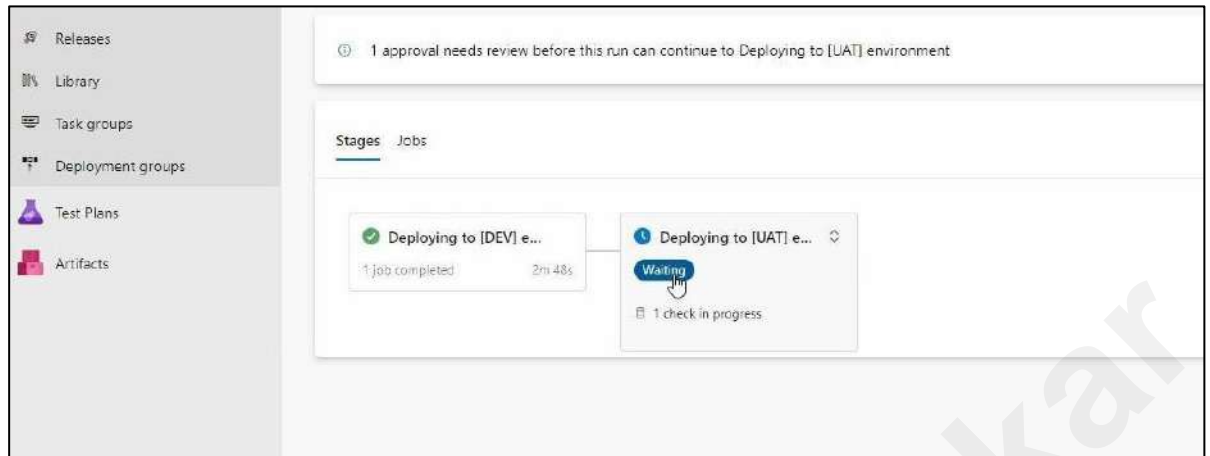 Releases
Library
Task groups
Deployment groups
Test Plans
Artifacts
1 approval needs review before this run can continue to Deploying to [UAT] environment
Stages Jobs
Deploying to [DEV] e...
1 job completed 2m 48s
Deploying to [UAT] e...
Waiting
1 check in progress
kar